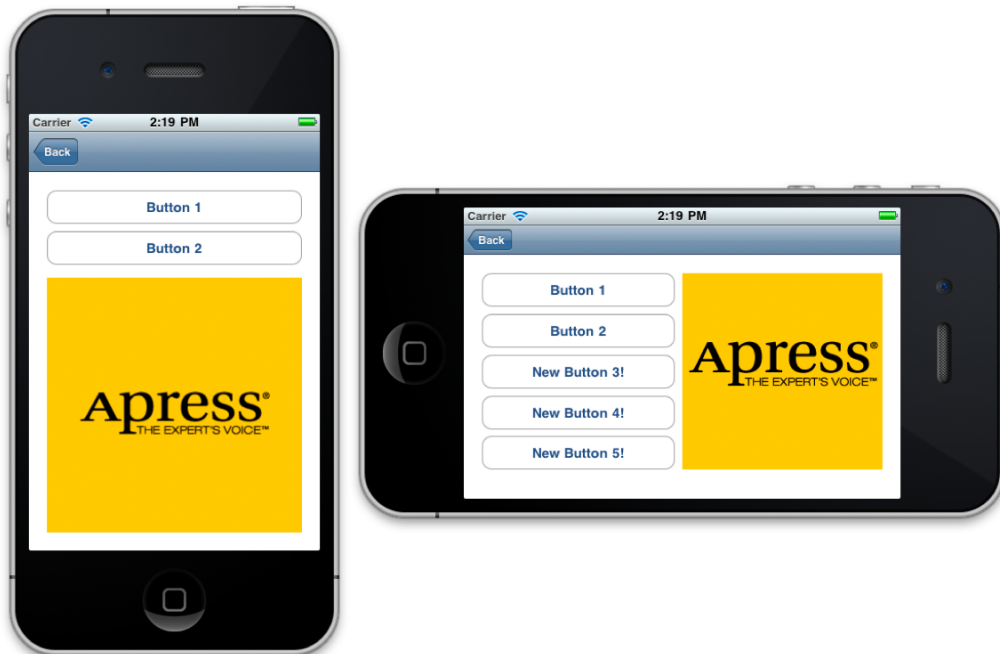 Carrier 2:19 PM
Back
Button 1
Button 2
Apress®
THE EXPERT'S VOICE™
Carrier 2:19 PM
Back
Button 1
Button 2
New Button 3!
New Button 4!
New Button 5!
Apress®
THE EXPERT'S VOICE™